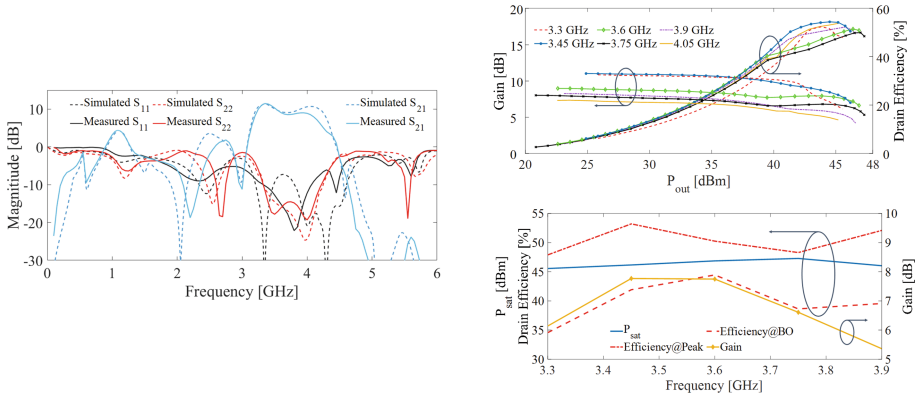 Simulated S11 Simulated S22 Simulated S21
Measured S11 Measured S22 Measured S21
10
0
-10
-20
-30
Magnitude [dB]
0 1 2 3 4 5 6
Frequency [GHz]
3.3 GHz 3.6 GHz 3.9 GHz
3.45 GHz 3.75 GHz 4.05 GHz
20
15
10
5
0
Gain [dB]
60
40
20
0
Drain Efficiency [%]
20 25 30 35 40 45 48
Pout [dBm]
55
50
45
40
35
30
Psat [dBm]
Drain Efficiency [%]
10
9
8
7
6
5
Gain [dB]
Psat Efficiency@BO
Efficiency@Peak Gain
3.3 3.4 3.5 3.6 3.7 3.8 3.9
Frequency [GHz]